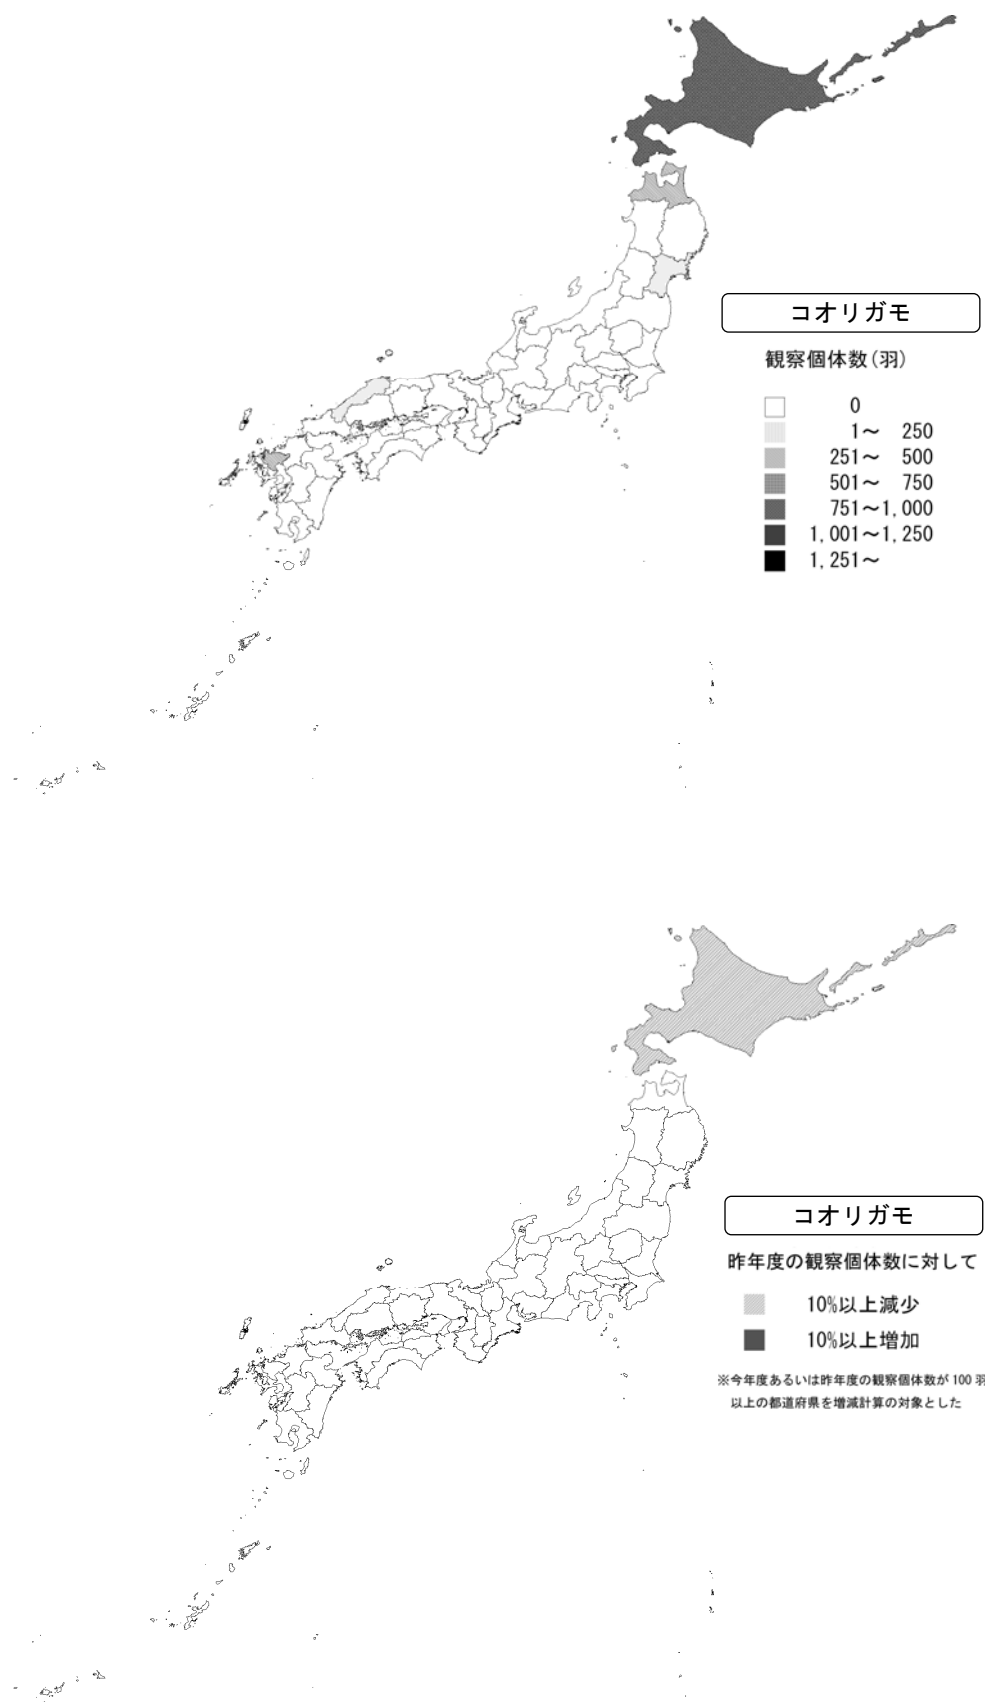 コオリガモ
観察個体数(羽)
0
1～ 250
251～ 500
501～ 750
751～1,000
1,001～1,250
1,251～
コオリガモ
昨年度の観察個体数に対して
10%以上減少
10%以上増加
※今年度あるいは昨年度の観察個体数が100羽
以上の都道府県を増減計算の対象とした